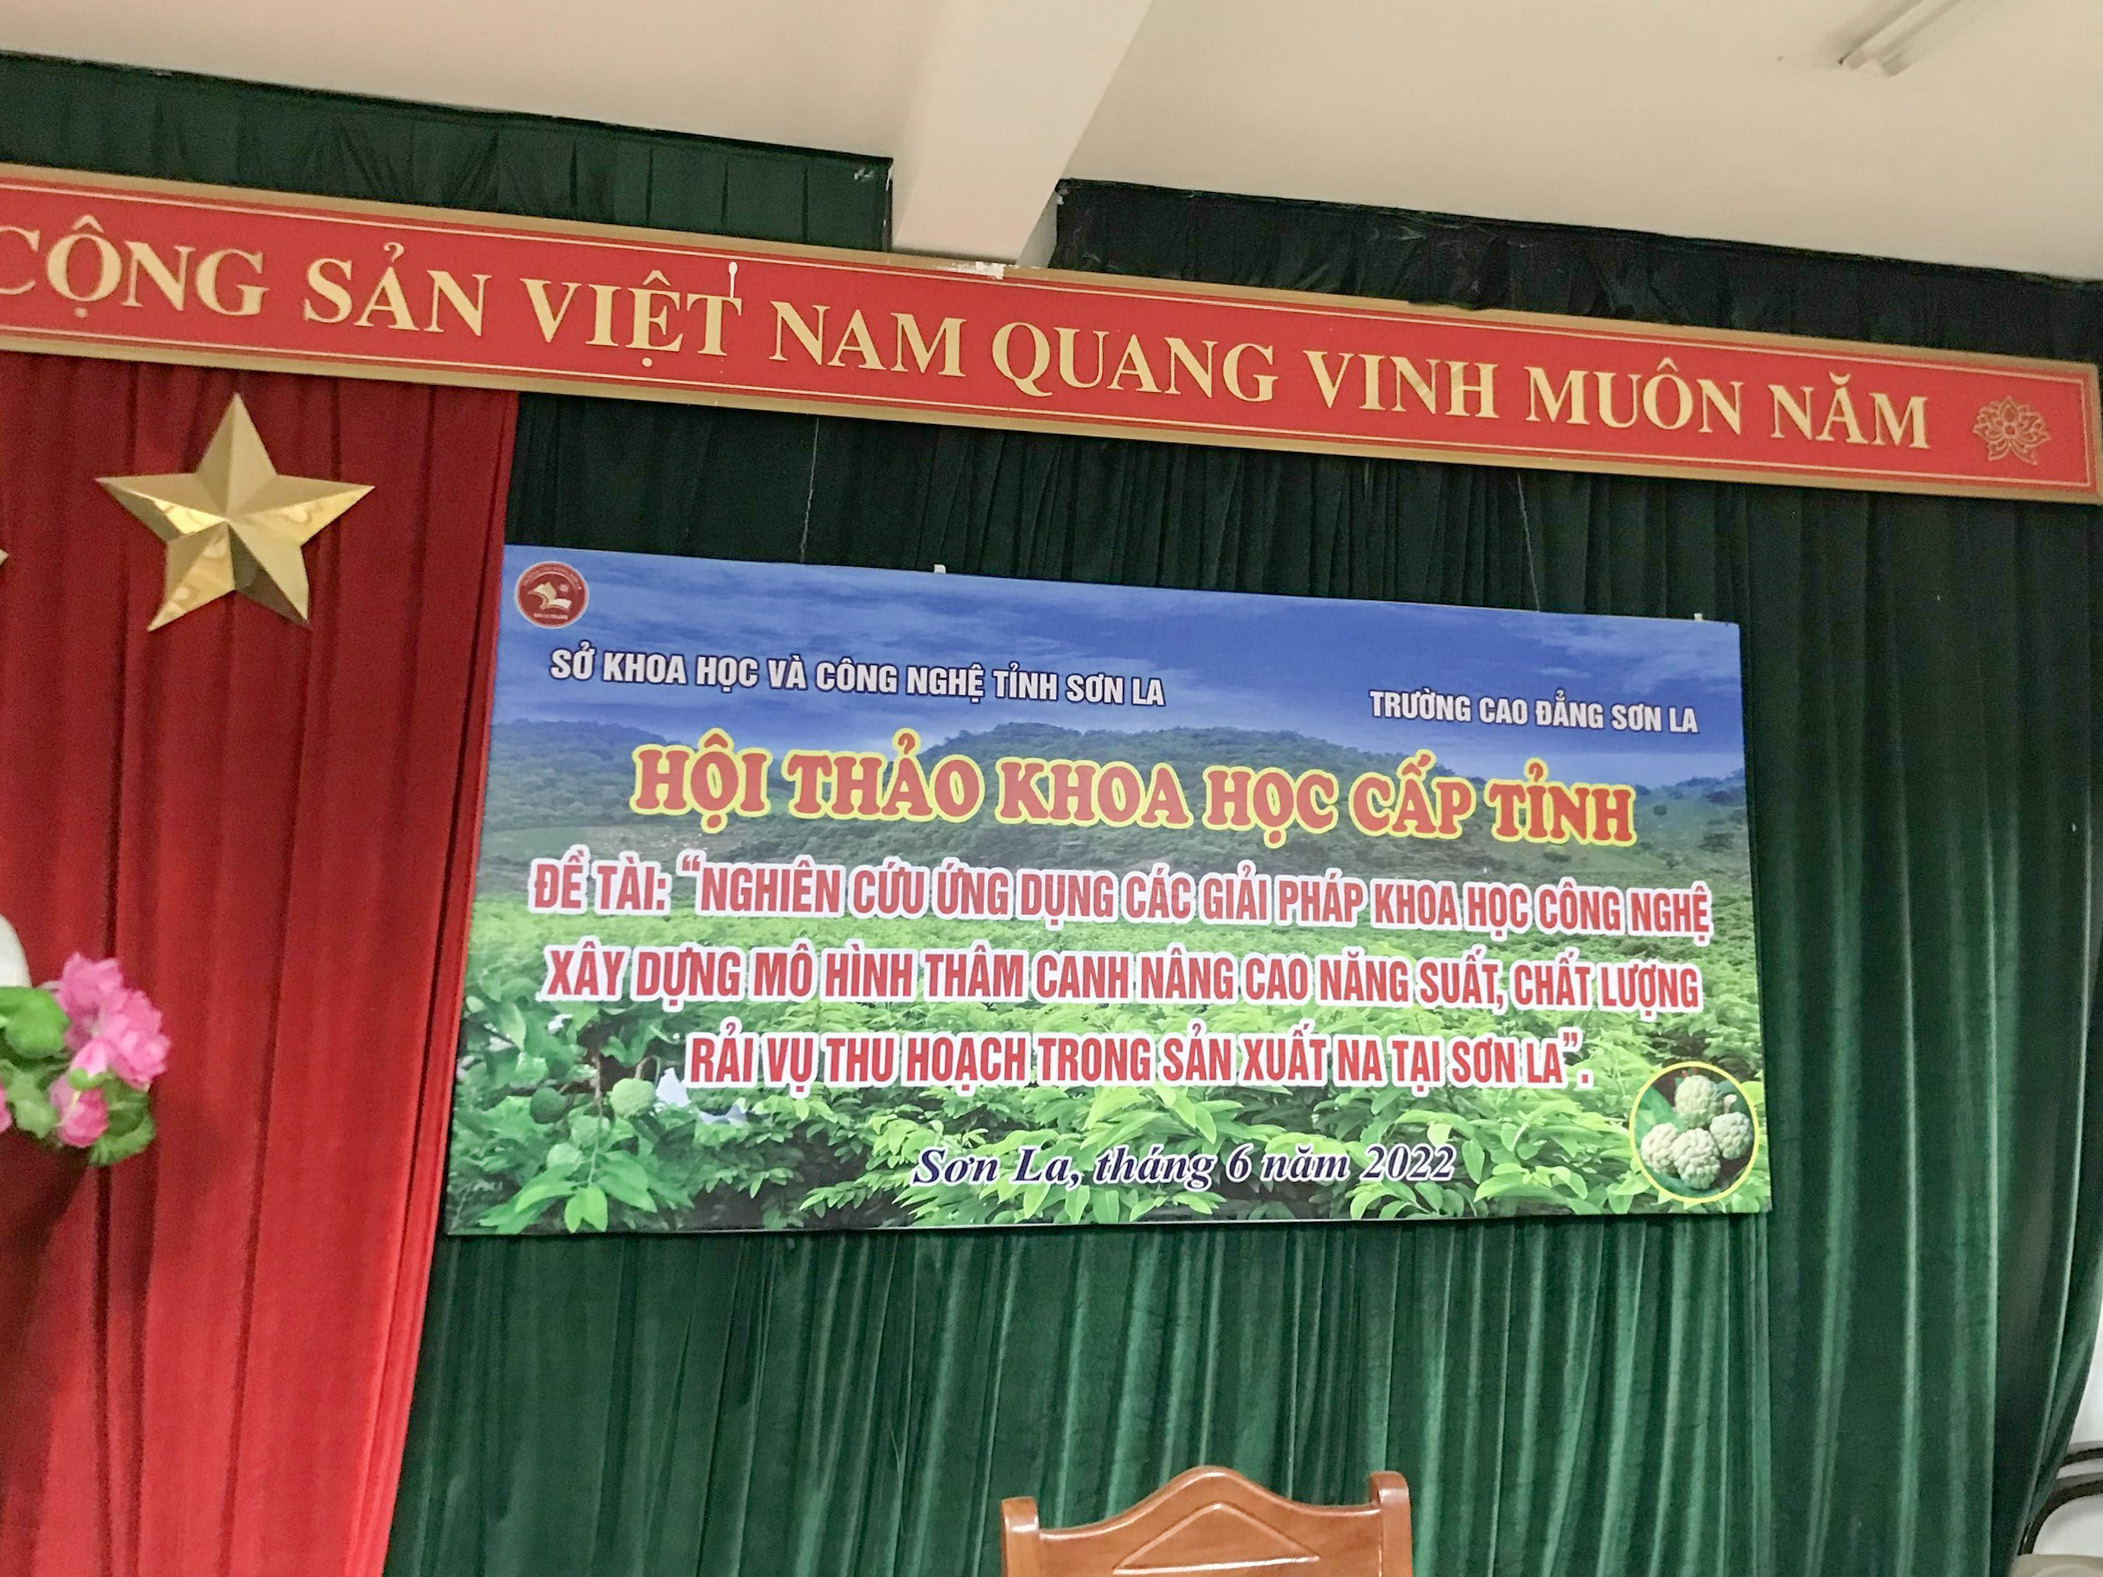 CỘNG SẢN VIỆT NAM QUANG VINH MUÔN NĂM
SỞ KHOA HỌC VÀ CÔNG NGHỆ TỈNH SƠN LA
TRƯỜNG CAO ĐẲNG SƠN LA
HỘI THẢO KHOA HỌC CẤP TỈNH
ĐỀ TÀI: “NGHIÊN CỨU ỨNG DỤNG CÁC GIẢI PHÁP KHOA HỌC CÔNG NGHỆ
XÂY DỰNG MÔ HÌNH THÂM CANH NÂNG CAO NĂNG SUẤT, CHẤT LƯỢNG
RẢI VỤ THU HOẠCH TRONG SẢN XUẤT NA TẠI SƠN LA”.
Sơn La, tháng 6 năm 2022